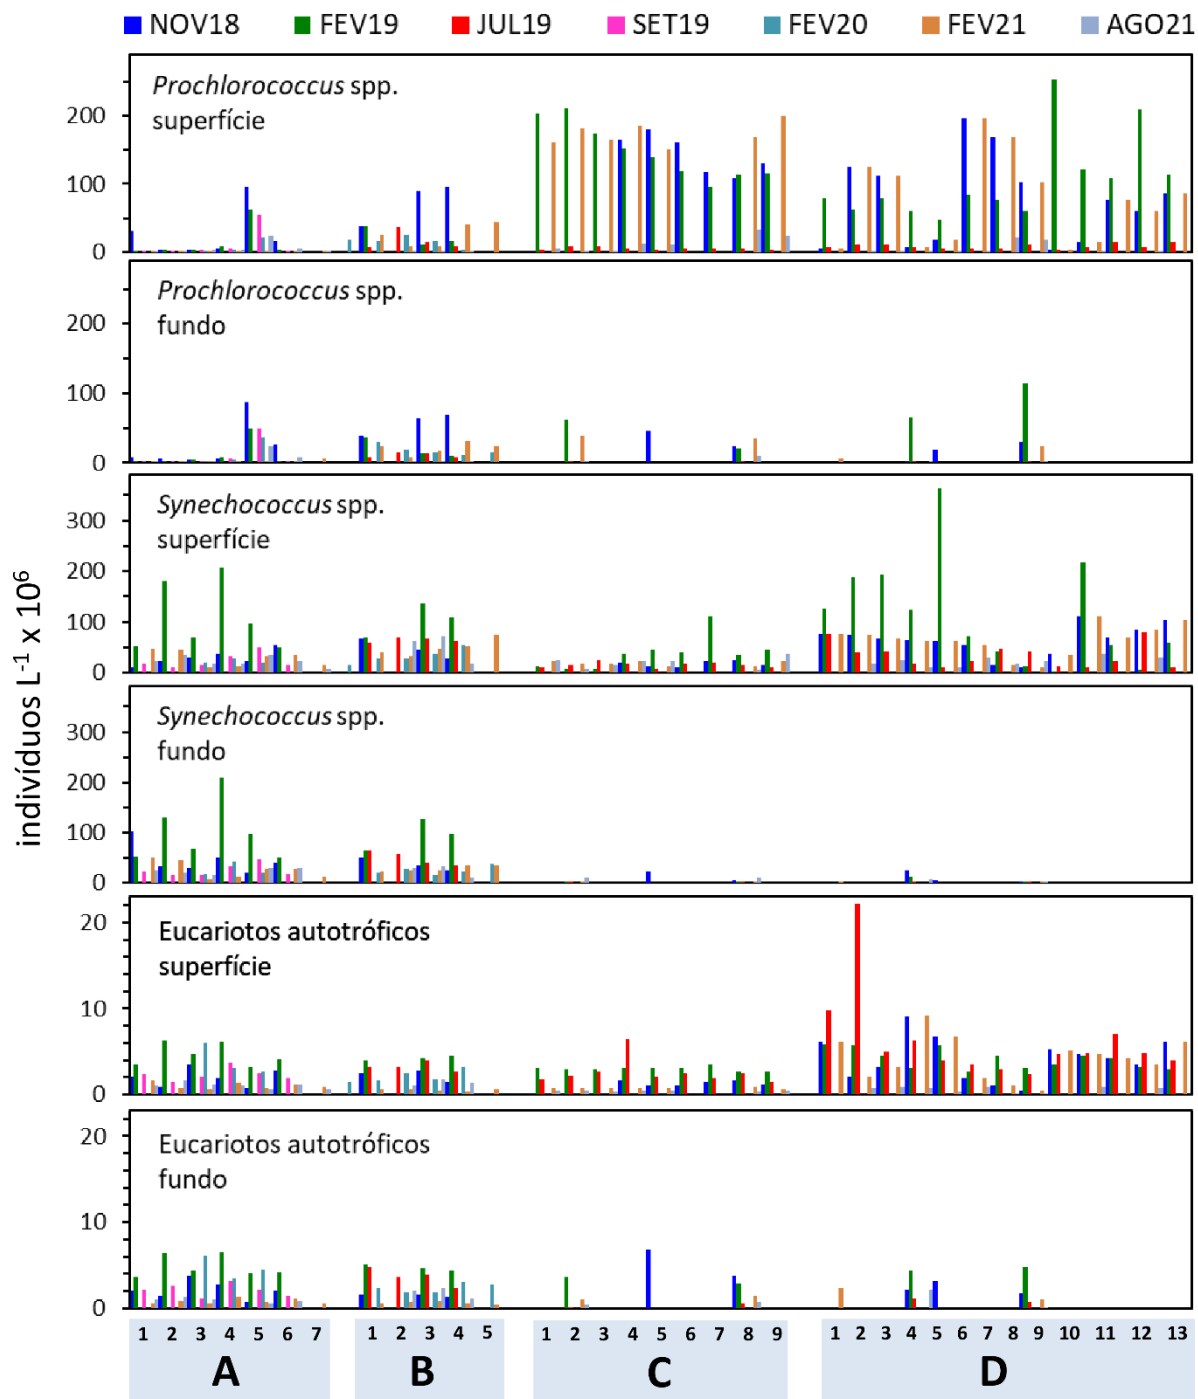 NOV18 FEV19 JUL19 SET19 FEV20 FEV21 AGO21
indivíduos L⁻¹ x 10⁶
Prochlorococcus spp.
superfície
200
100
0
Prochlorococcus spp.
fundo
200
100
0
Synechococcus spp.
superfície
300
200
100
0
Synechococcus spp.
fundo
300
200
100
0
Eucariotos autotróficos
superfície
20
10
0
Eucariotos autotróficos
fundo
20
10
0
1 2 3 4 5 6 7 1 2 3 4 5 1 2 3 4 5 6 7 8 9 1 2 3 4 5 6 7 8 9 10 11 12 13
A B C D